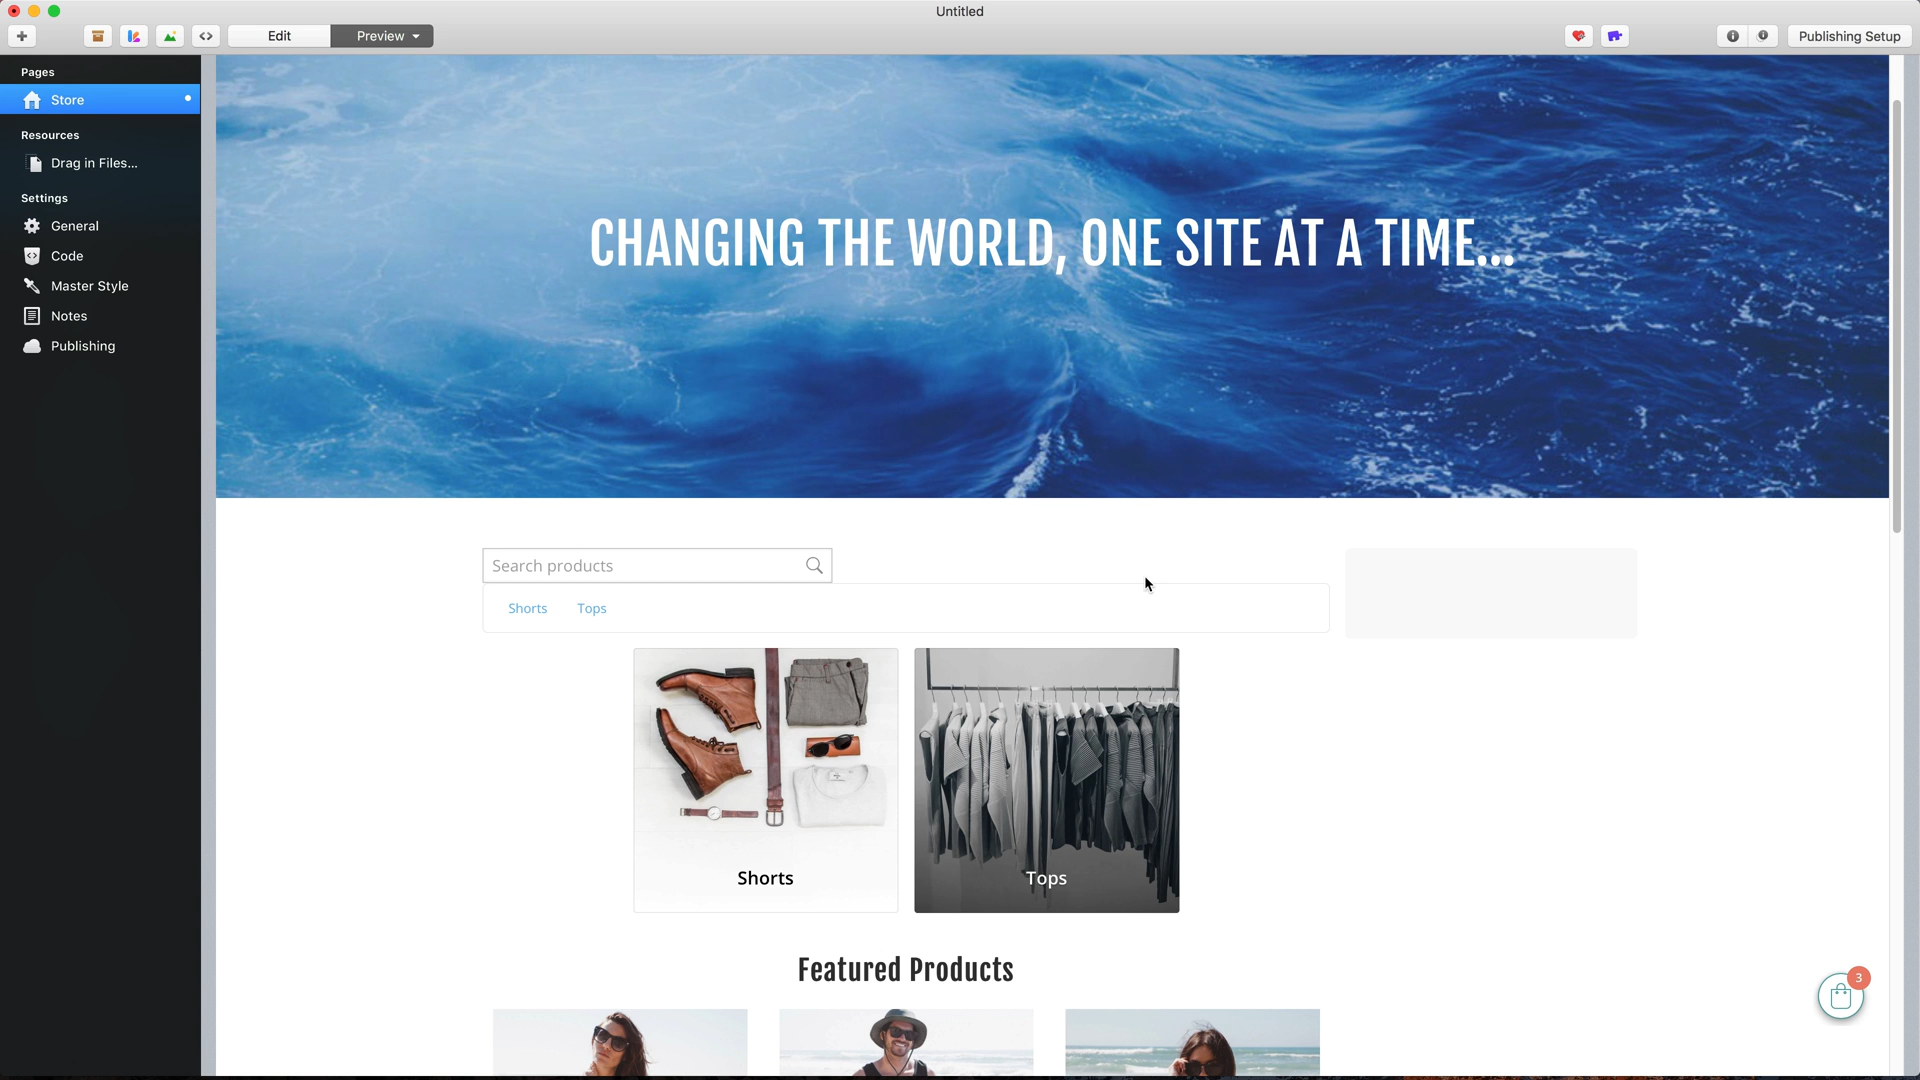 Untitled
Edit
Preview
Publishing Setup
Pages
Store
Resources
Drag in Files...
Settings
General
Code
Master Style
Notes
Publishing
CHANGING THE WORLD, ONE SITE AT A TIME...
Search products
Shorts Tops
Shorts
Tops
Featured Products
3